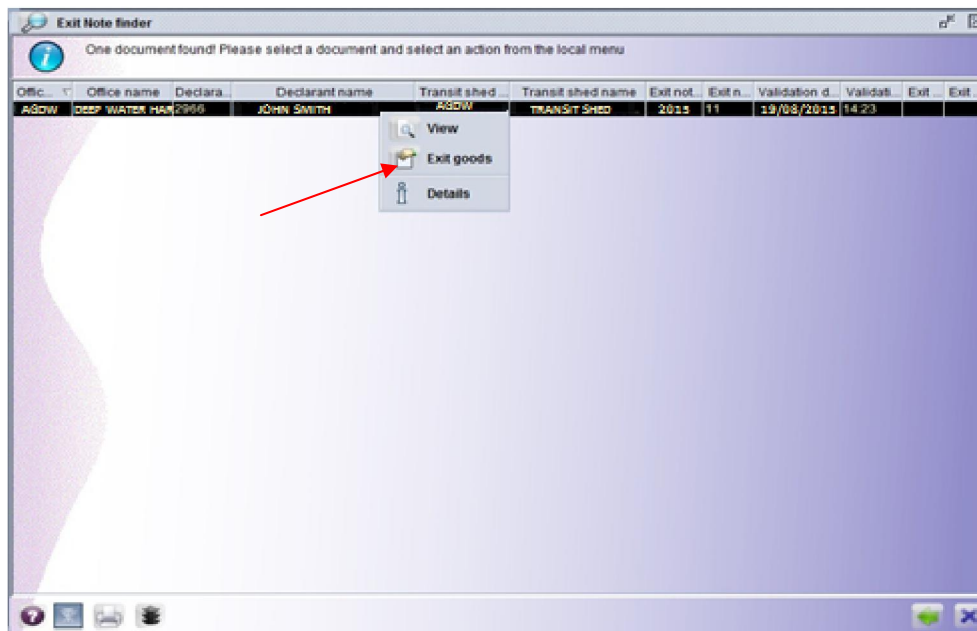 Exit Note finder
One document found! Please select a document and select an action from the local menu
Offic... Office name Declara... Declarant name Transit shed ... Transit shed name Exit not... Exit n... Validation d... Validati... Exit ... Exit...
AGDW DEEP WATER HAR 2966 JOHN SMITH AGDW TRANSIT SHED 2015 11 19/08/2015 14:23
View
Exit goods
Details